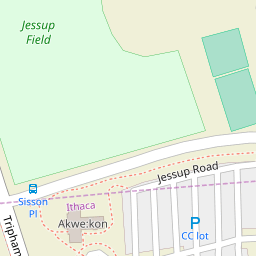 Jessup
Field
Jessup Road
Sisson
Pl
Ithaca
Akwe:kon
P
CC lot
Tripham